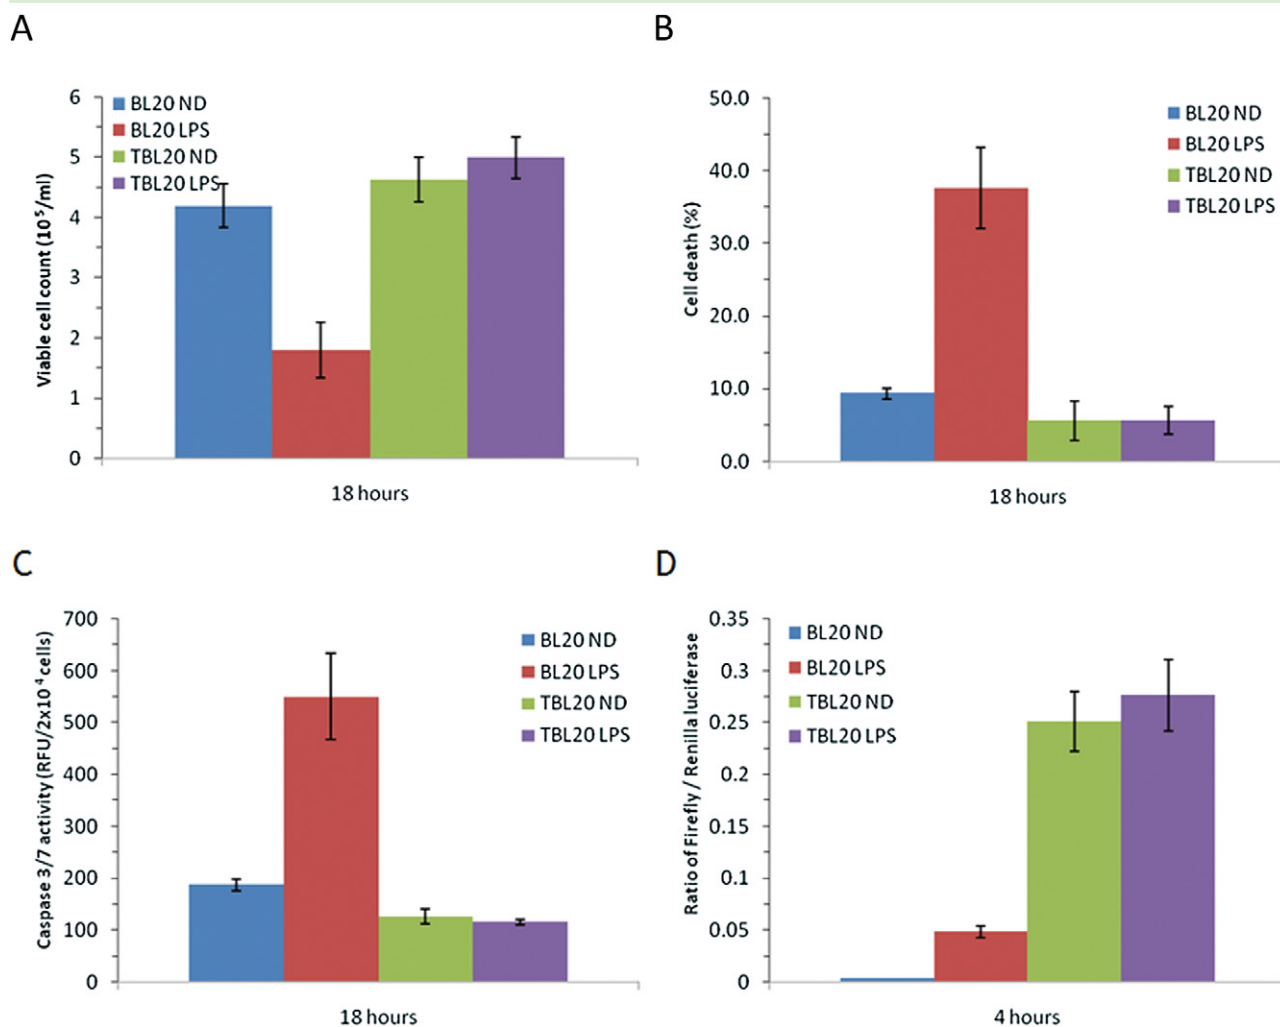 A
Viable cell count (10⁵/ml)
6
5
4
3
2
1
0
BL20 ND
BL20 LPS
TBL20 ND
TBL20 LPS
18 hours
B
Cell death (%)
50.0
40.0
30.0
20.0
10.0
0.0
BL20 ND
BL20 LPS
TBL20 ND
TBL20 LPS
18 hours
C
Caspase 3/7 activity (RFU/2x10⁴ cells)
700
600
500
400
300
200
100
0
BL20 ND
BL20 LPS
TBL20 ND
TBL20 LPS
18 hours
D
Ratio of Firefly / Renilla luciferase
0.35
0.3
0.25
0.2
0.15
0.1
0.05
0
BL20 ND
BL20 LPS
TBL20 ND
TBL20 LPS
4 hours